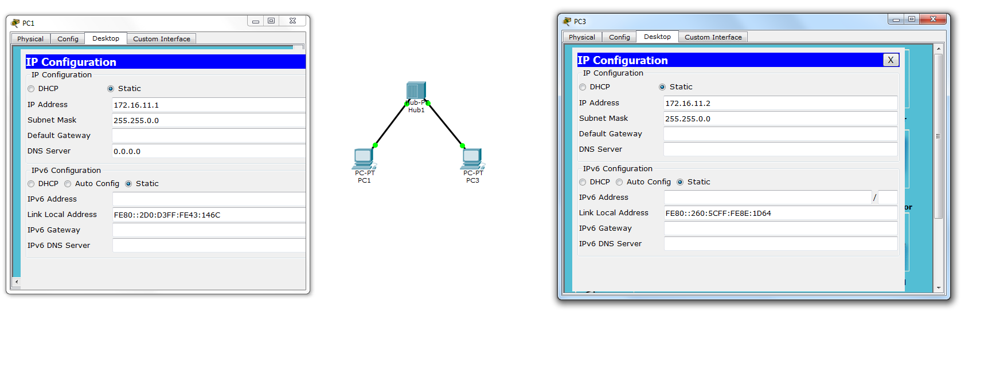 PC1
Physical Config Desktop Custom Interface
IP Configuration
IP Configuration
DHCP Static
IP Address 172.16.11.1
Subnet Mask 255.255.0.0
Default Gateway
DNS Server 0.0.0.0
IPv6 Configuration
DHCP Auto Config Static
IPv6 Address
Link Local Address FE80::2D0:D3FF:FE43:146C
IPv6 Gateway
IPv6 DNS Server
Hub-PT
Hub1
PC-PT
PC1
PC-PT
PC3
PC3
Physical Config Desktop Custom Interface
IP Configuration X
IP Configuration
DHCP Static
IP Address 172.16.11.2
Subnet Mask 255.255.0.0
Default Gateway
DNS Server
IPv6 Configuration
DHCP Auto Config Static
IPv6 Address /
Link Local Address FE80::260:5CFF:FE8E:1D64
IPv6 Gateway
IPv6 DNS Server
or